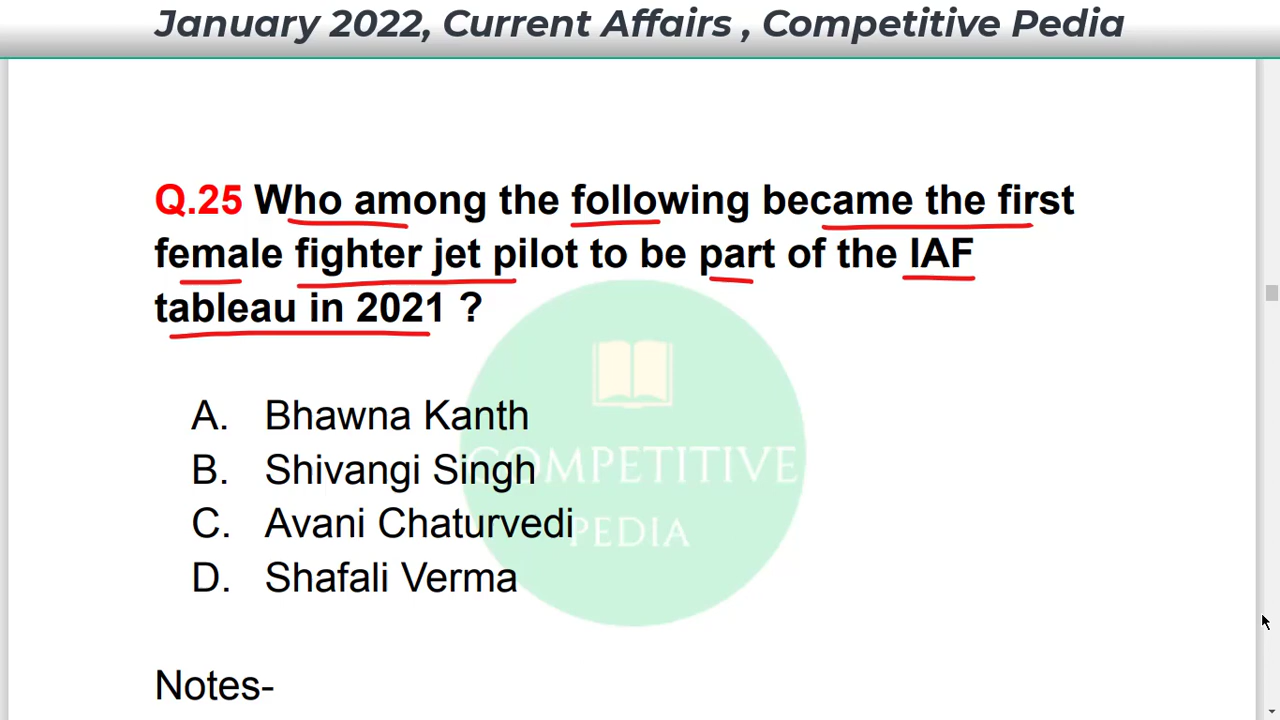 January 2022, Current Affairs , Competitive Pedia
Q.25 Who among the following became the first
female fighter jet pilot to be part of the IAF
tableau in 2021 ?
A. Bhawna Kanth
B. Shivangi Singh
C. Avani Chaturvedi
D. Shafali Verma
COMPETITIVE
PEDIA
Notes-